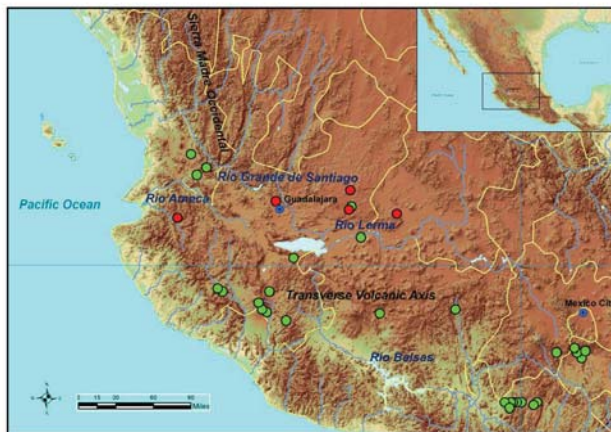 Sierra Madre Occidental
Río Grande de Santiago
Río Ameca
Guadalajara
Pacific Ocean
Río Lerma
Transverse Volcanic Axis
Mexico Cit
Río Balsas
Miles